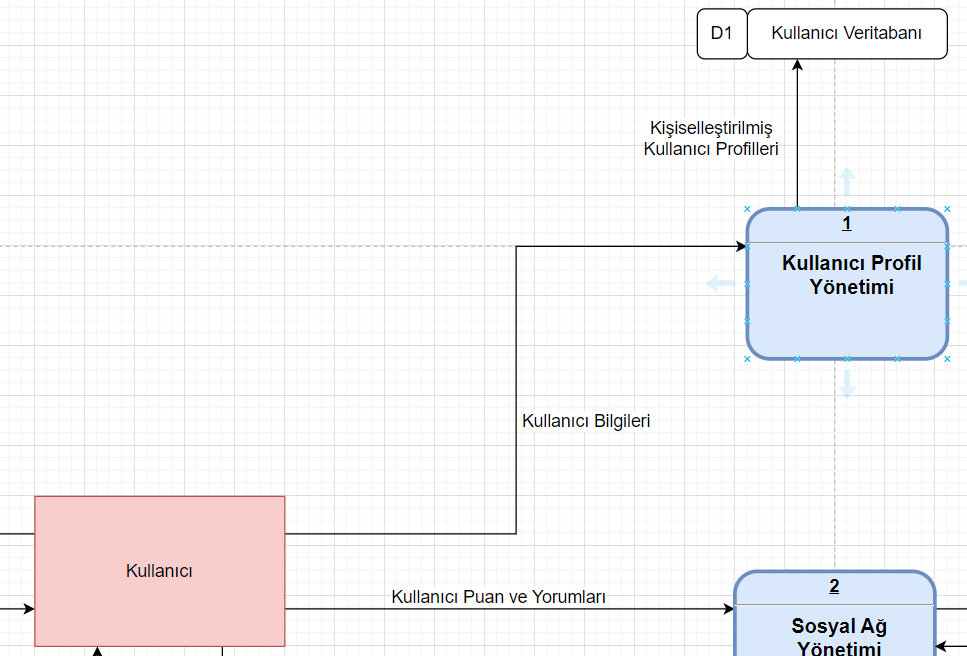 D1
Kullanıcı Veritabanı
Kişiselleştirilmiş
Kullanıcı Profilleri
1
Kullanıcı Profil
Yönetimi
Kullanıcı Bilgileri
Kullanıcı
Kullanıcı Puan ve Yorumları
2
Sosyal Ağ
Yönetimi